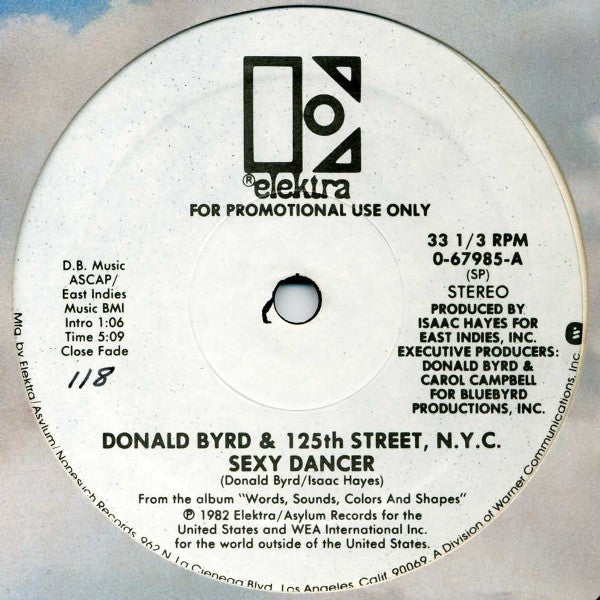 ® elektra
FOR PROMOTIONAL USE ONLY
D.B. Music
ASCAP/
East Indies
Music BMI
Intro 1:06
Time 5:09
Close Fade
118
33 1/3 RPM
0-67985-A
(SP)
STEREO
PRODUCED BY
ISAAC HAYES FOR
EAST INDIES, INC.
EXECUTIVE PRODUCERS:
DONALD BYRD &
CAROL CAMPBELL
FOR BLUEBYRD
PRODUCTIONS, INC.
DONALD BYRD & 125th STREET, N.Y.C.
SEXY DANCER
(Donald Byrd/Isaac Hayes)
From the album "Words, Sounds, Colors And Shapes"
℗ 1982 Elektra/Asylum Records for the
United States and WEA International Inc.
for the world outside of the United States.
Mfg. by Elektra/Asylum/Nonesuch Records, 962 N. La Cienega Blvd., Los Angeles, Calif. 90069. A Division of Warner Communications, Inc.